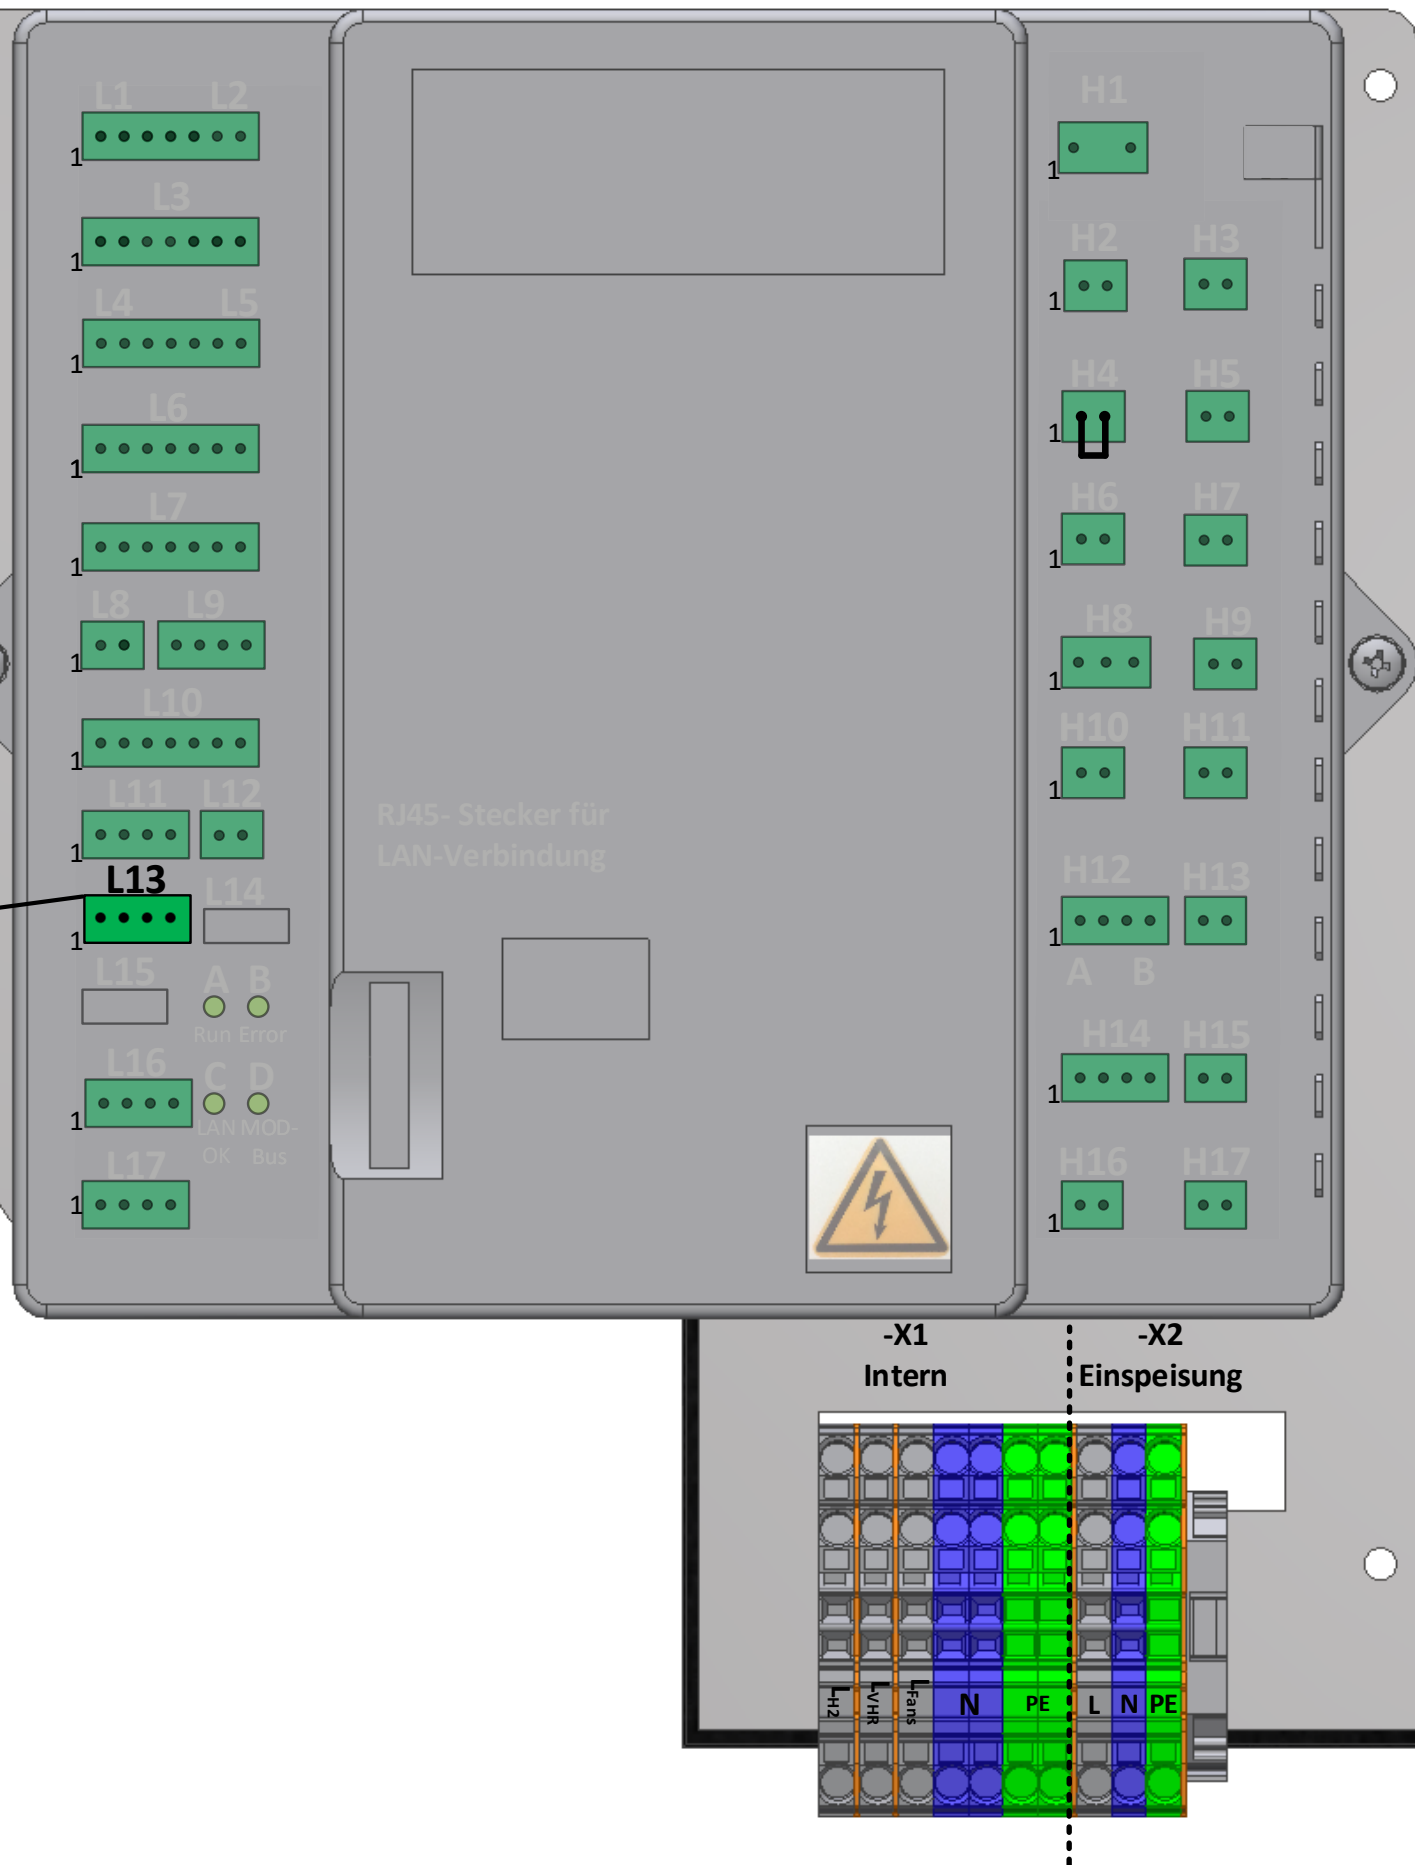 L1 L2
1
L3
1
L4 L5
1
L6
1
L7
1
L8 L9
1
L10
1
L11 L12
1
L13 L14
1
L15 A B
Run Error
L16 C D
1
LAN MOD-
OK Bus
L17
1
RJ45- Stecker für
LAN-Verbindung
H1
1
H2 H3
1
H4 H5
1
H6 H7
1
H8 H9
1
H10 H11
1
H12 H13
1
A B
H14 H15
1
H16 H17
1
-X1 -X2
Intern Einspeisung
LH2 LVHR LFans N PE L N PE